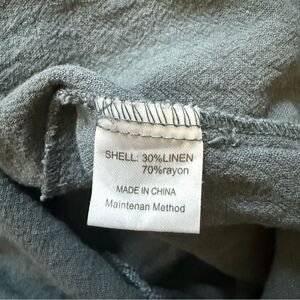 SHELL: 30%LINEN
70%rayon
MADE IN CHINA
Maintenan Method